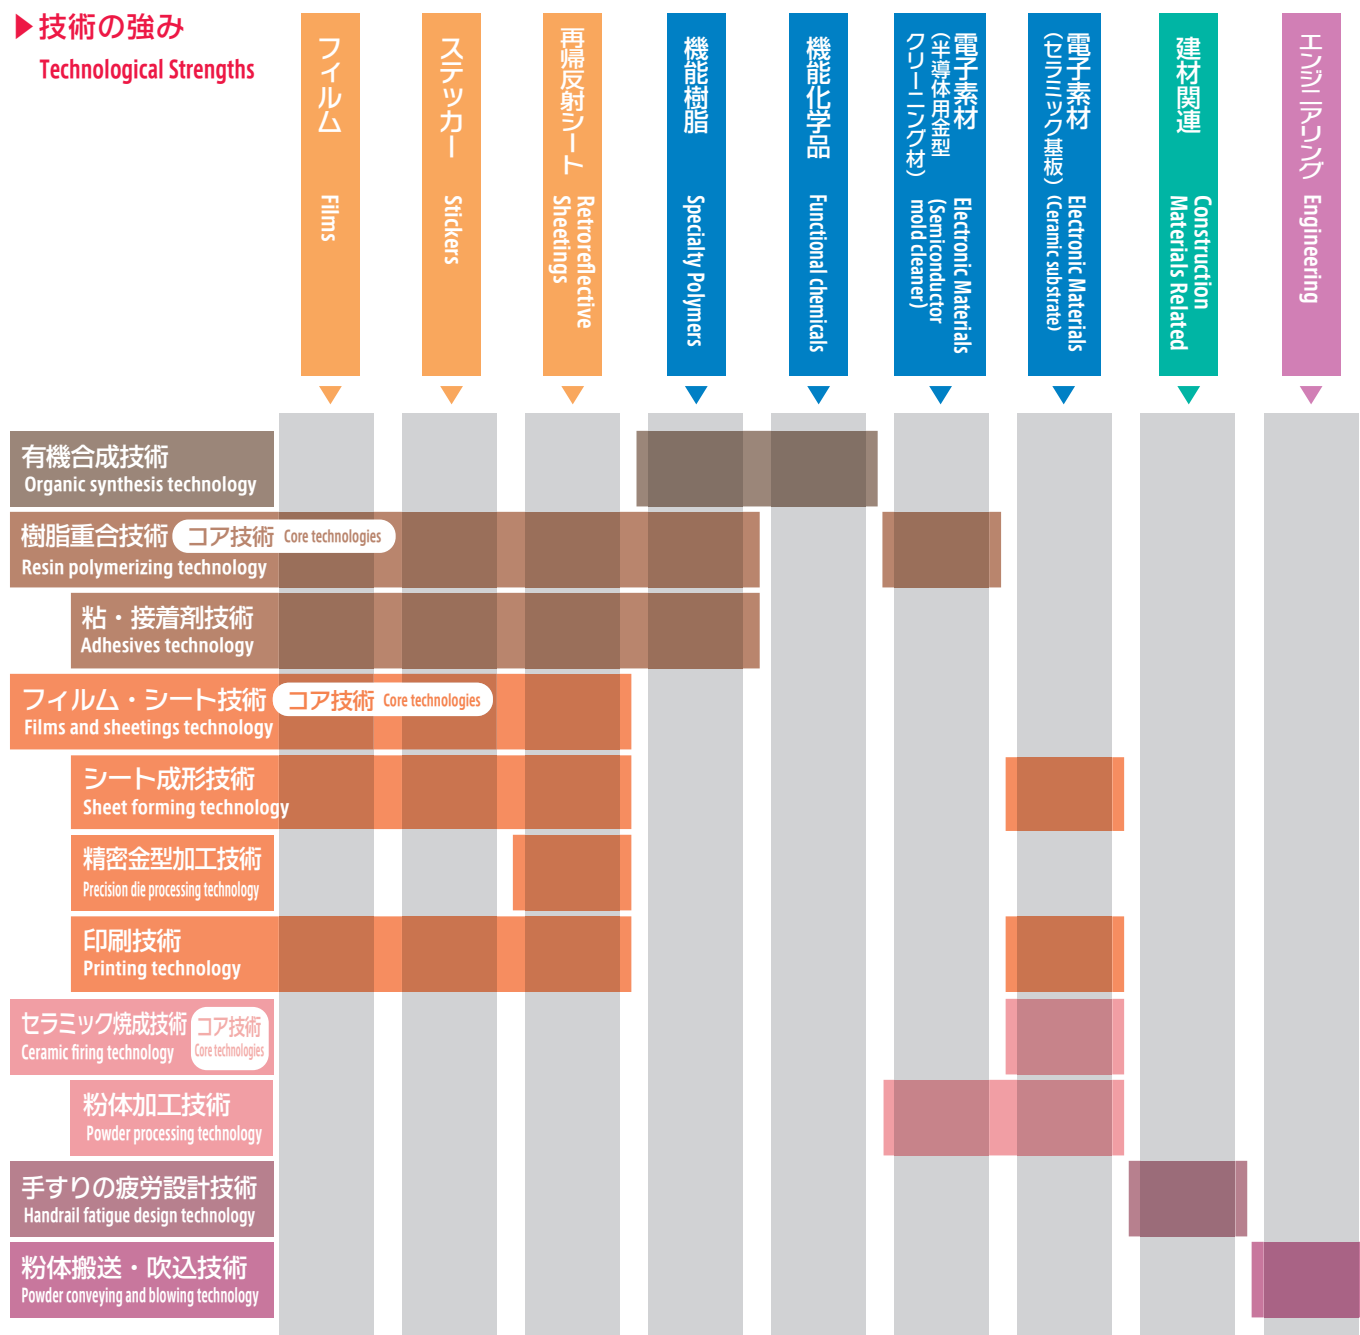 技術の強み
Technological Strengths
フィルム
Films
ステッカー
Stickers
再帰反射シート
Retroreflective
Sheetings
機能樹脂
Specialty Polymers
機能化学品
Functional chemicals
電子素材
(半導体用金型
クリーニング材)
Electronic Materials
(Semiconductor
mold cleaner)
電子素材
(セラミック基板)
Electronic Materials
(Ceramic substrate)
建材関連
Construction
Materials Related
エンジニアリング
Engineering
有機合成技術
Organic synthesis technology
樹脂重合技術 コア技術 Core technologies
Resin polymerizing technology
粘・接着剤技術
Adhesives technology
フィルム・シート技術 コア技術 Core technologies
Films and sheetings technology
シート成形技術
Sheet forming technology
精密金型加工技術
Precision die processing technology
印刷技術
Printing technology
セラミック焼成技術 コア技術
Ceramic firing technology Core technologies
粉体加工技術
Powder processing technology
手すりの疲労設計技術
Handrail fatigue design technology
粉体搬送・吹込技術
Powder conveying and blowing technology